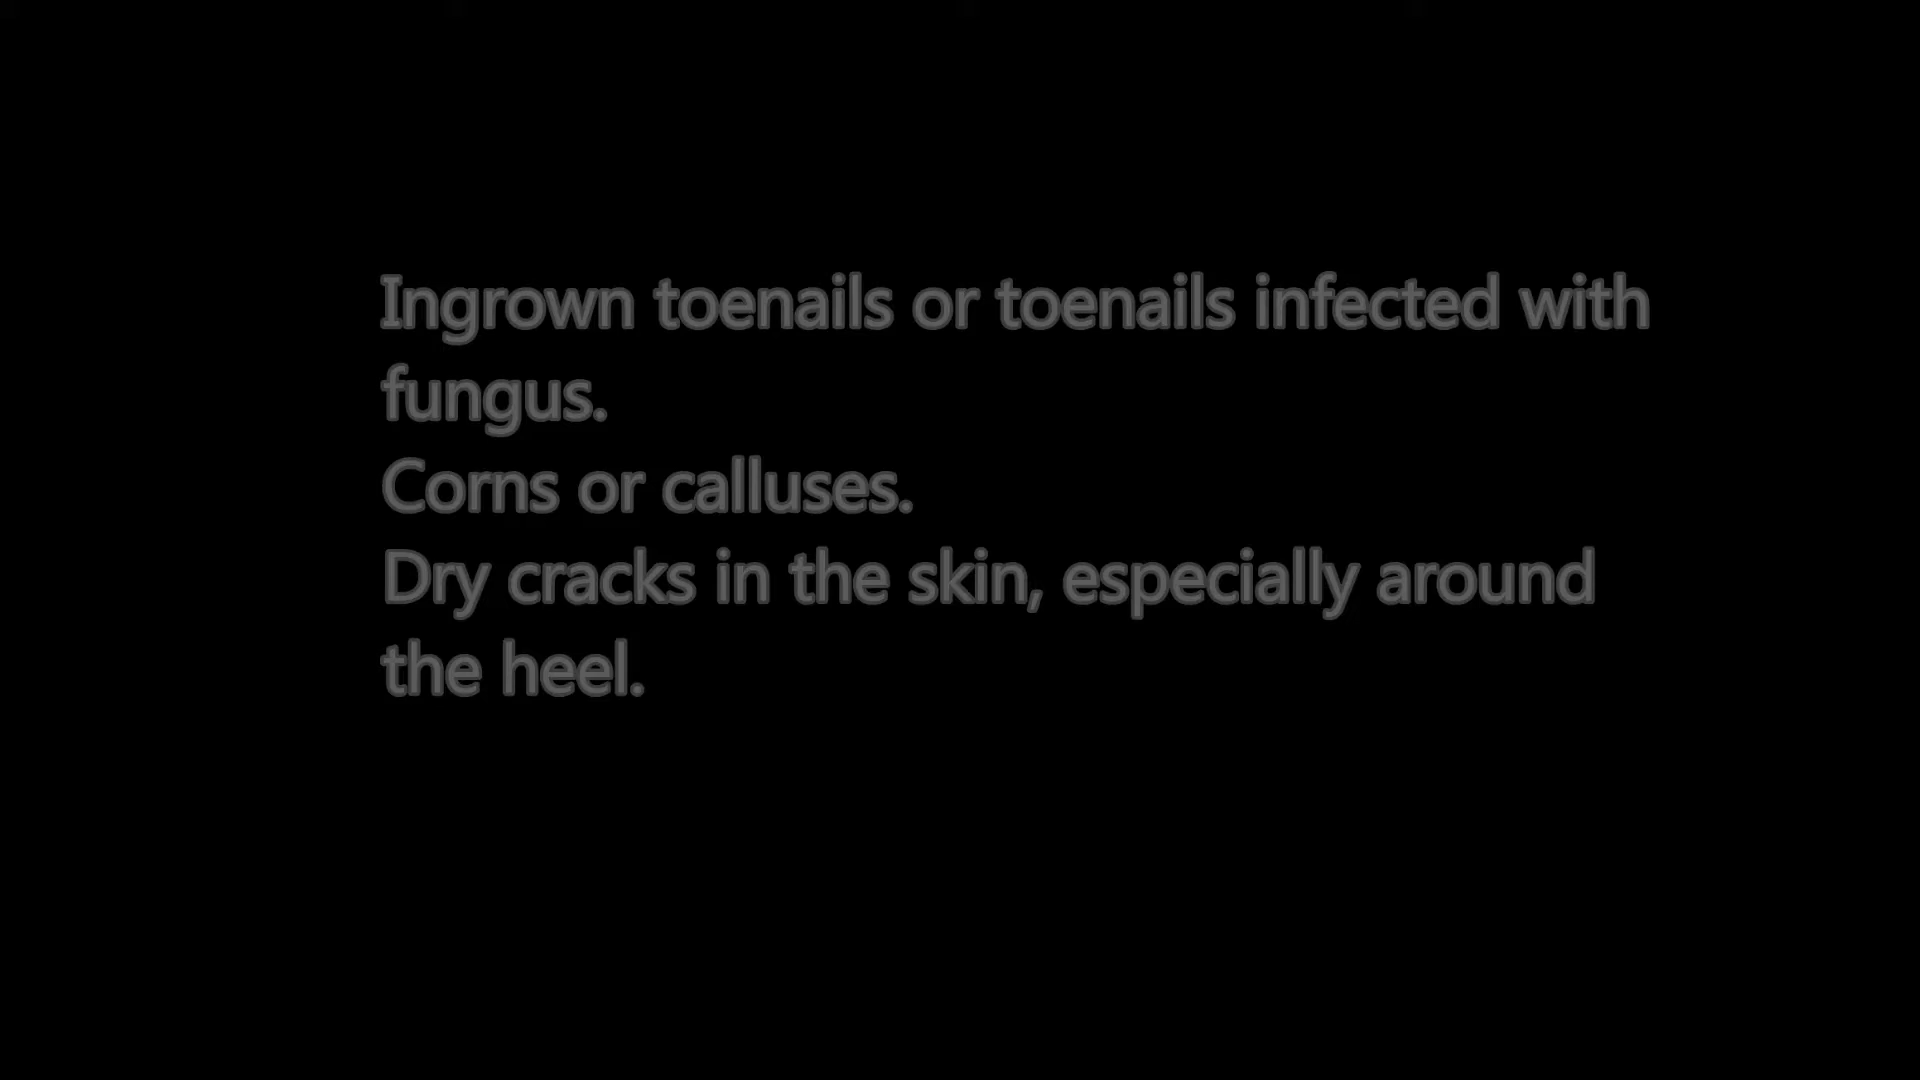 Ingrown toenails or toenails infected with
fungus.
Corns or calluses.
Dry cracks in the skin, especially around
the heel.